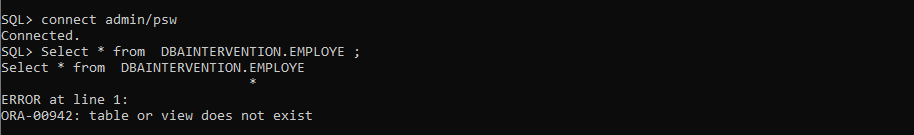 SQL> connect admin/psw
Connected.
SQL> Select * from  DBAINTERVENTION.EMPLOYE ;
Select * from  DBAINTERVENTION.EMPLOYE
                               *
ERROR at line 1:
ORA-00942: table or view does not exist